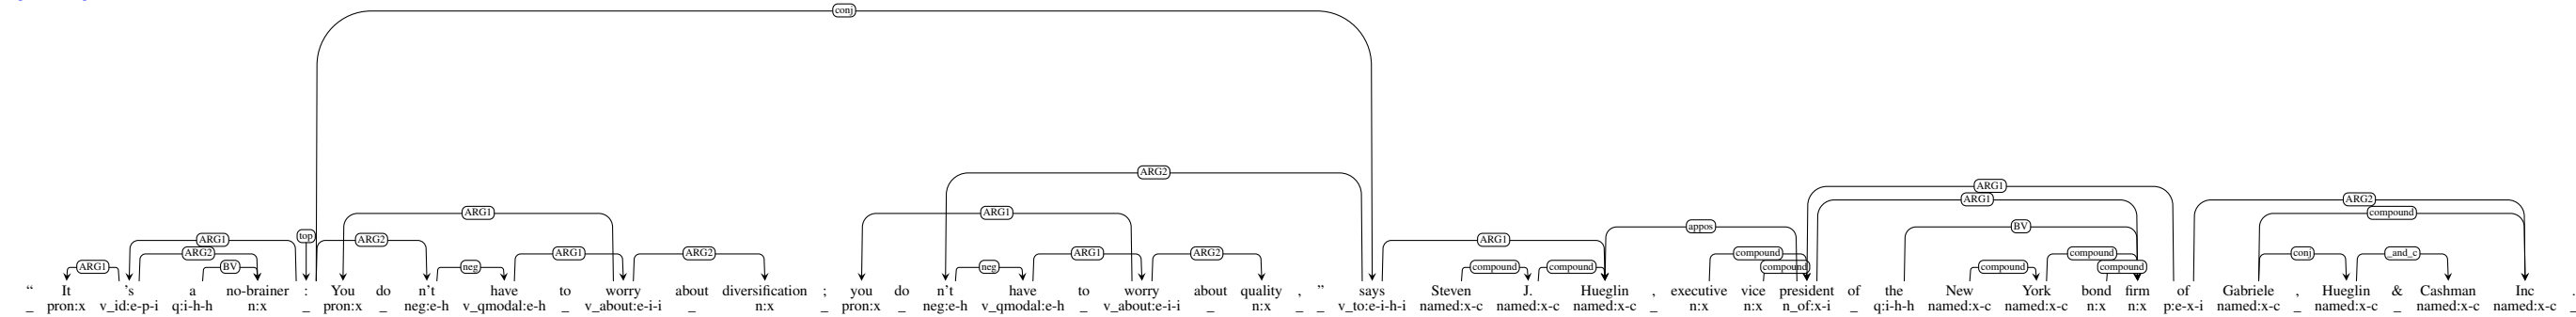 conj
ARG2
ARG1
ARG1
ARG2
ARG1 ARG1 appos BV compound
ARG1 top ARG2 ARG1
ARG2 ARG1 ARG2 ARG1 ARG2 compound compound conj _and_c
ARG1 BV neg neg compound compound compound compound compound
“ It 's a no-brainer : You do n't have to worry about diversification ; you do n't have to worry about quality , ” says Steven J. Hueglin , executive vice president of the New York bond firm of Gabriele , Hueglin & Cashman Inc .
_ pron:x v_id:e-p-i q:i-h-h n:x _ pron:x _ neg:e-h v_qmodal:e-h _ v_about:e-i-i _ n:x _ pron:x _ neg:e-h v_qmodal:e-h _ v_about:e-i-i _ n:x _ _ v_to:e-i-h-i named:x-c named:x-c named:x-c _ n:x n:x n_of:x-i _ q:i-h-h named:x-c named:x-c n:x n:x p:e-x-i named:x-c _ named:x-c _ named:x-c named:x-c _